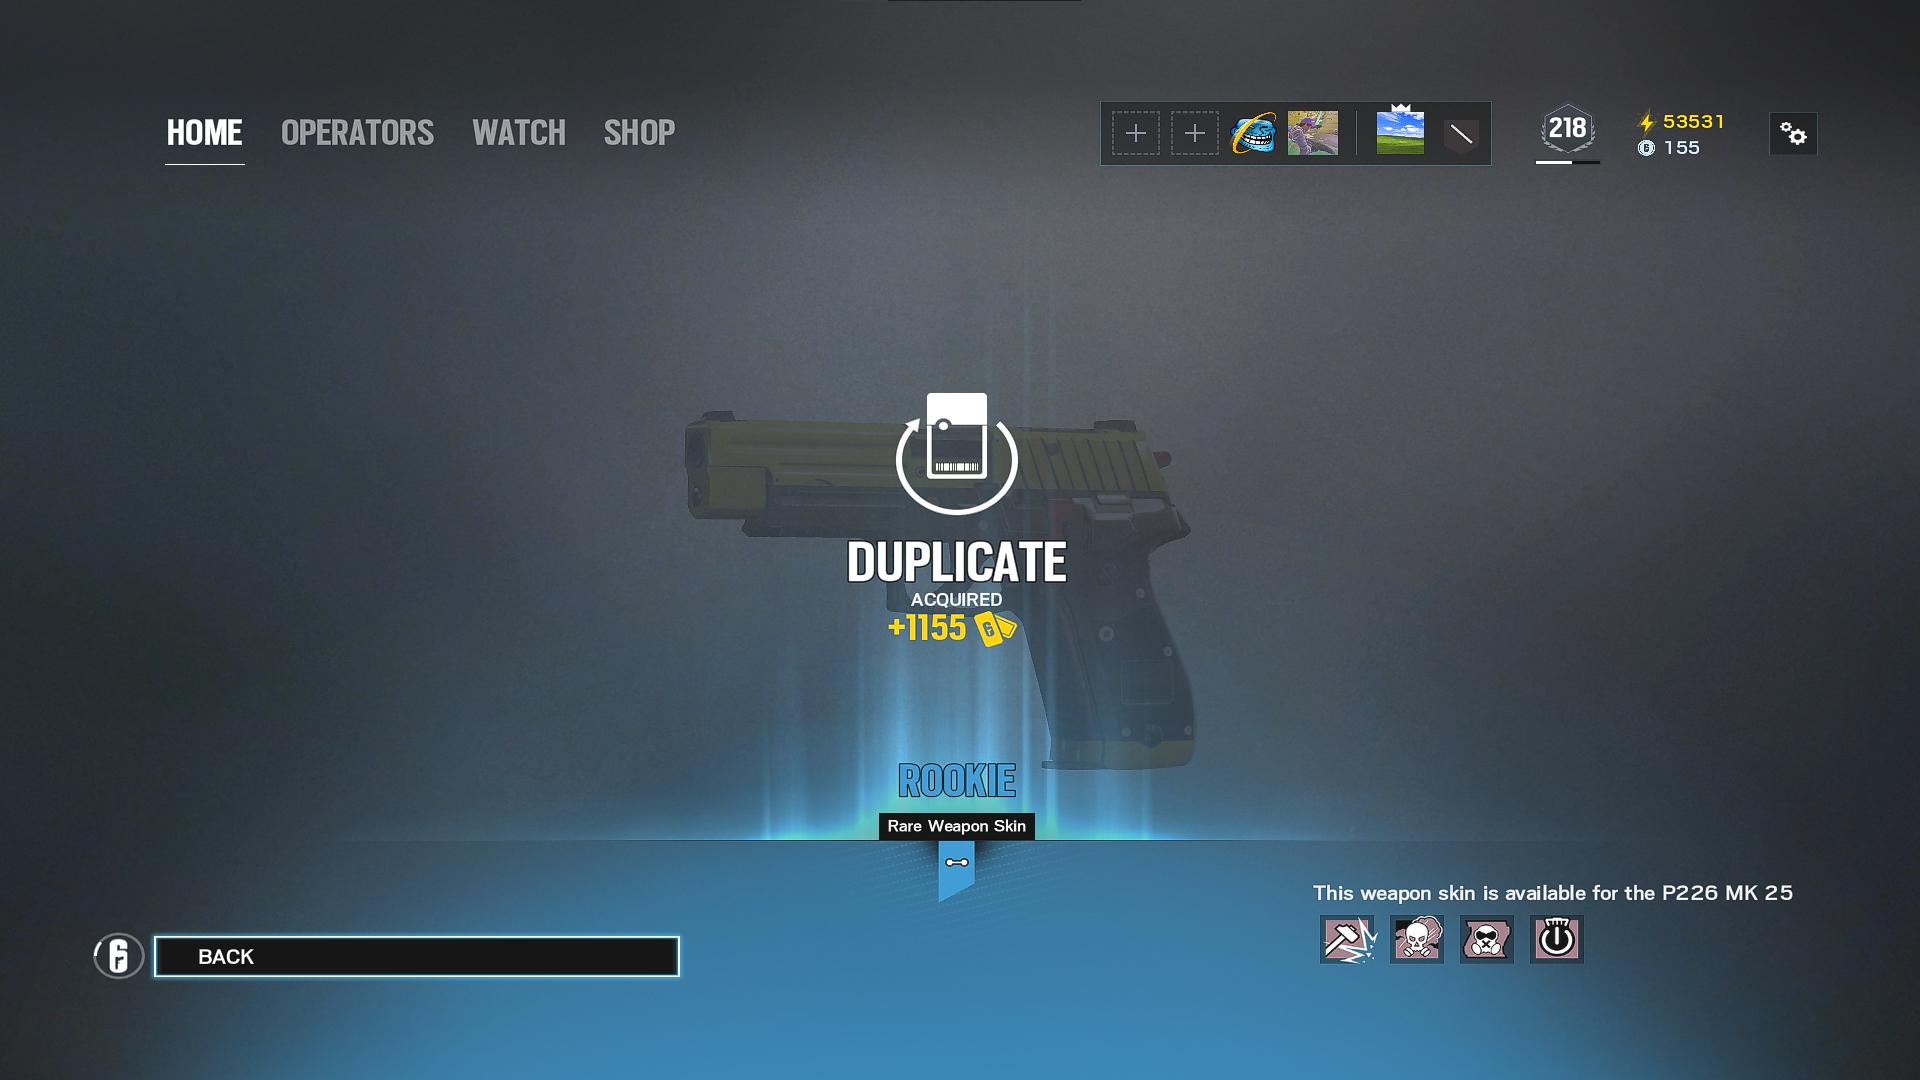 HOME OPERATORS WATCH SHOP
218
53531
155
DUPLICATE
ACQUIRED
+1155
ROOKIE
Rare Weapon Skin
This weapon skin is available for the P226 MK 25
BACK